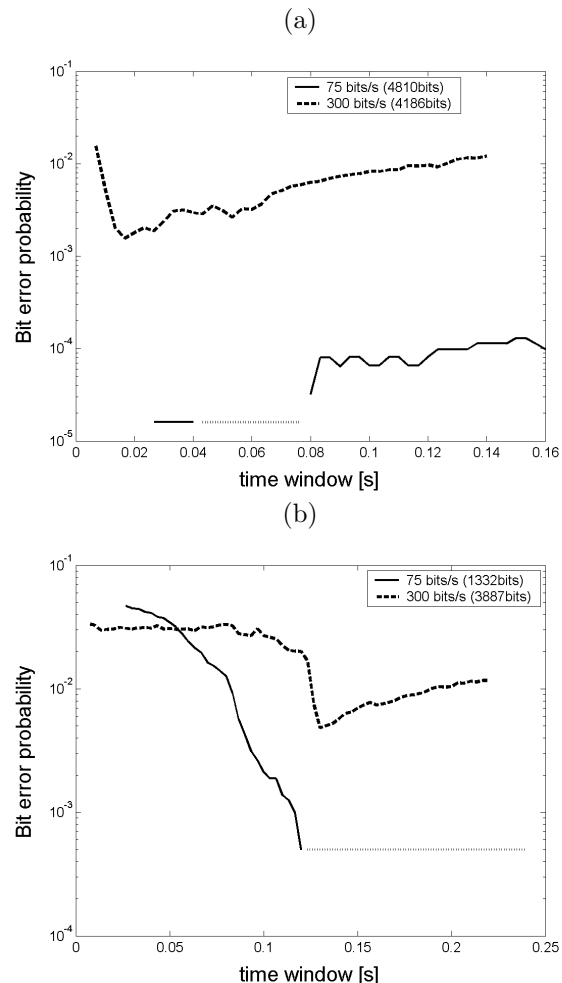 (a)
10^-1
75 bits/s (4810bits)
300 bits/s (4186bits)
10^-2
10^-3
10^-4
10^-5
Bit error probability
0 0.02 0.04 0.06 0.08 0.1 0.12 0.14 0.16
time window [s]
(b)
10^-1
75 bits/s (1332bits)
300 bits/s (3887bits)
10^-2
10^-3
10^-4
Bit error probability
0 0.05 0.1 0.15 0.2 0.25
time window [s]